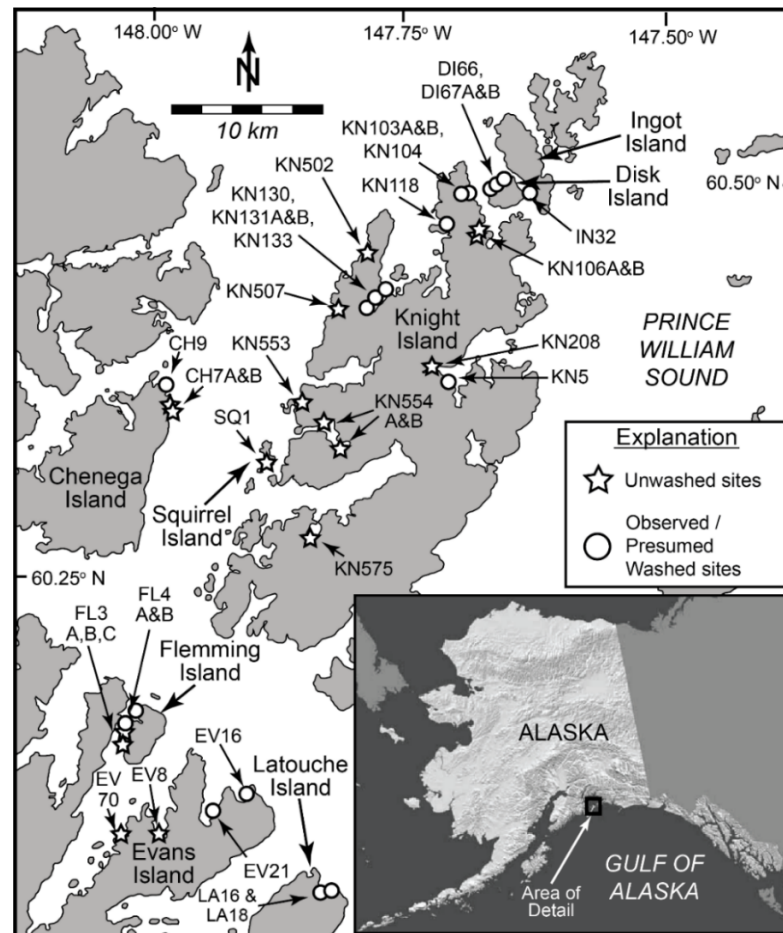 148.00° W
147.75° W
147.50° W
N
10 km
DI66,
DI67A&B
KN103A&B,
KN104
Ingot
Island
Disk
Island
60.50° N
KN502
KN118
KN130,
KN131A&B,
KN133
IN32
KN106A&B
KN507
Knight
Island
PRINCE
WILLIAM
SOUND
KN208
KN553
KN5
CH9
CH7A&B
KN554
A&B
SQ1
Chenega
Island
Squirrel
Island
Explanation
Unwashed sites
Observed /
Presumed
Washed sites
KN575
60.25° N
FL3
A,B,C
FL4
A&B
Flemming
Island
EV16
Latouche
Island
EV
70
EV8
Evans
Island
EV21
LA16 &
LA18
ALASKA
GULF OF
ALASKA
Area of
Detail